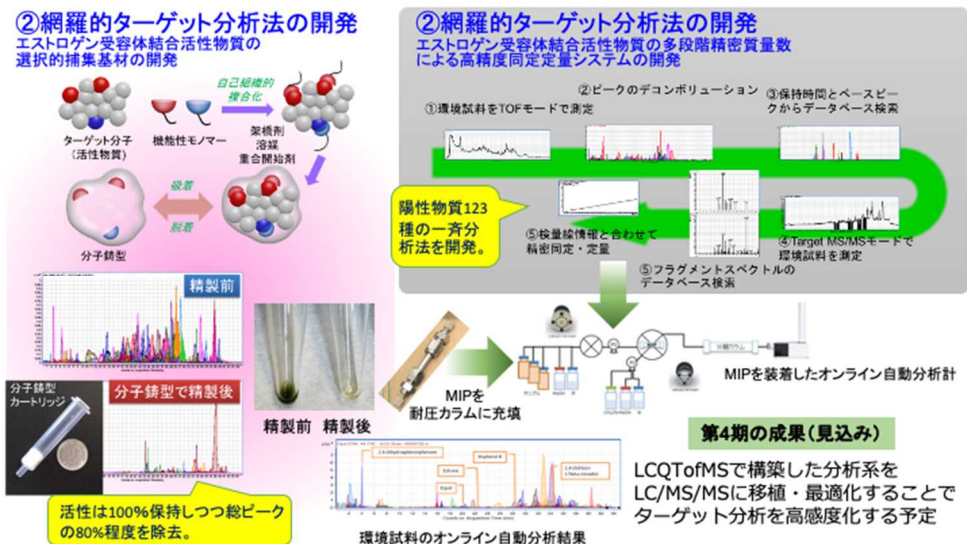 ②網羅的ターゲット分析法の開発
エストロゲン受容体結合活性物質の
選択的捕集基材の開発
ターゲット分子
(活性物質)
機能性モノマー
自己組織的
複合化
架橋剤
溶媒
重合開始剤
吸着
脱着
分子鋳型
精製前
分子鋳型
カートリッジ
分子鋳型で精製後
活性は100%保持しつつ総ピーク
の80%程度を除去。
精製前
精製後
②網羅的ターゲット分析法の開発
エストロゲン受容体結合活性物質の多段階精密質量数
による高精度同定定量システムの開発
①環境試料をTOFモードで測定
②ピークのデコンボリューション
③保持時間とベースピー
クからデータベース検索
④Target MS/MSモードで
環境試料を測定
⑤フラグメントスペクトルの
データベース検索
⑤検量線情報と合わせて
精密同定・定量
陽性物質123
種の一斉分
析法を開発。
MIPを
耐圧カラムに充填
分離カラム
MIPを装着したオンライン自動分析計
環境試料のオンライン自動分析結果
第4期の成果(見込み)
LCQTofMSで構築した分析系を
LC/MS/MSに移植・最適化することで
ターゲット分析を高感度化する予定